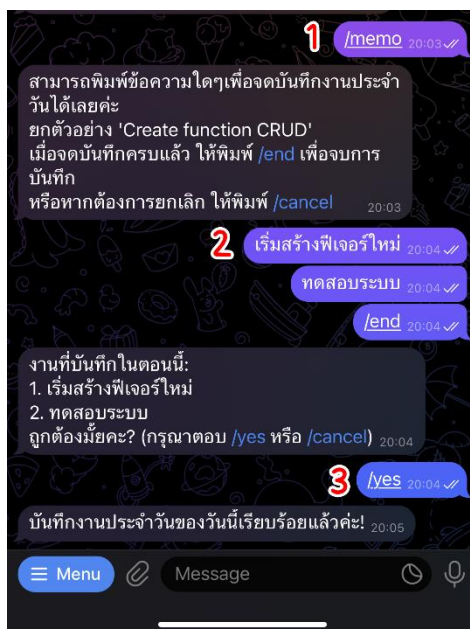 1
/memo 20:03
สามารถพิมพ์ข้อความใดๆเพื่อจดบันทึกงานประจำ
วันได้เลยค่ะ
ยกตัวอย่าง 'Create function CRUD'
เมื่อจดบันทึกครบแล้ว ให้พิมพ์ /end เพื่อจบการ
บันทึก
หรือหากต้องการยกเลิก ให้พิมพ์ /cancel 20:03
2
เริ่มสร้างฟีเจอร์ใหม่ 20:04
ทดสอบระบบ 20:04
/end 20:04
งานที่บันทึกในตอนนี้:
1. เริ่มสร้างฟีเจอร์ใหม่
2. ทดสอบระบบ
ถูกต้องมั้ยคะ? (กรุณาตอบ /yes หรือ /cancel) 20:04
3
/yes 20:04
บันทึกงานประจำวันของวันนี้เรียบร้อยแล้วค่ะ! 20:05
Menu
Message